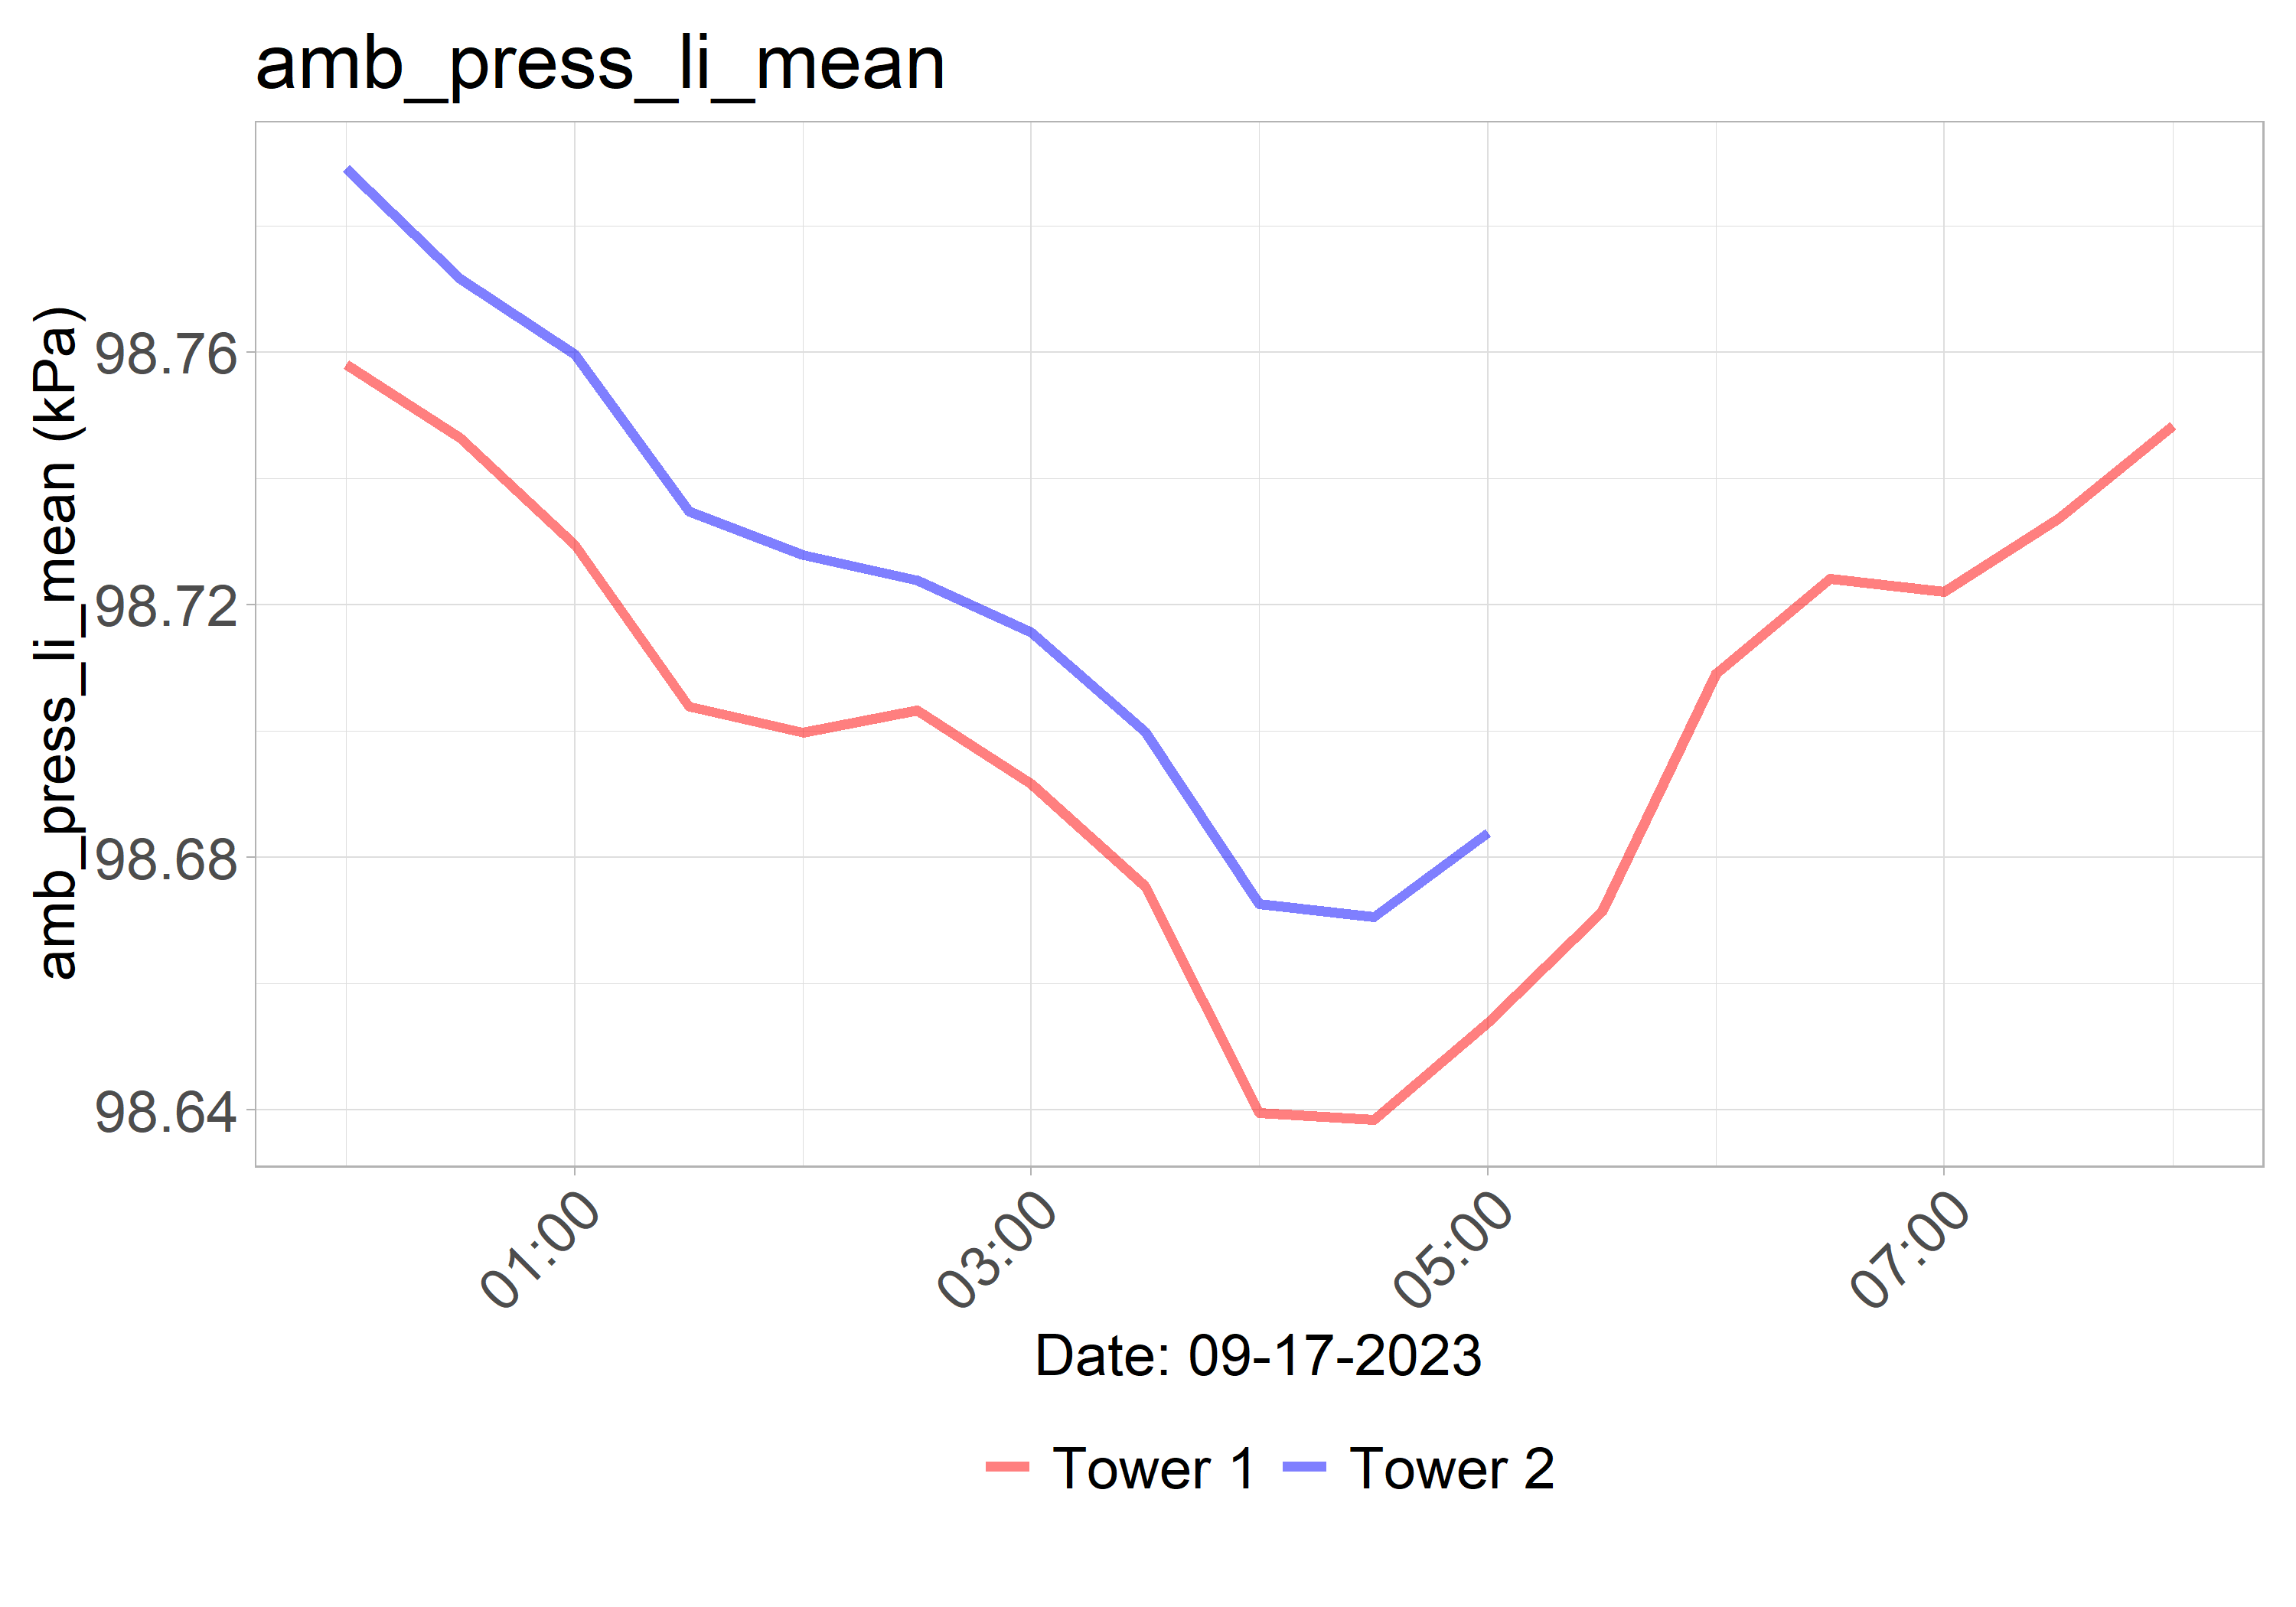 amb_press_li_mean
amb_press_li_mean (kPa)
98.76
98.72
98.68
98.64
01:00
03:00
05:00
07:00
Date: 09-17-2023
Tower 1
Tower 2